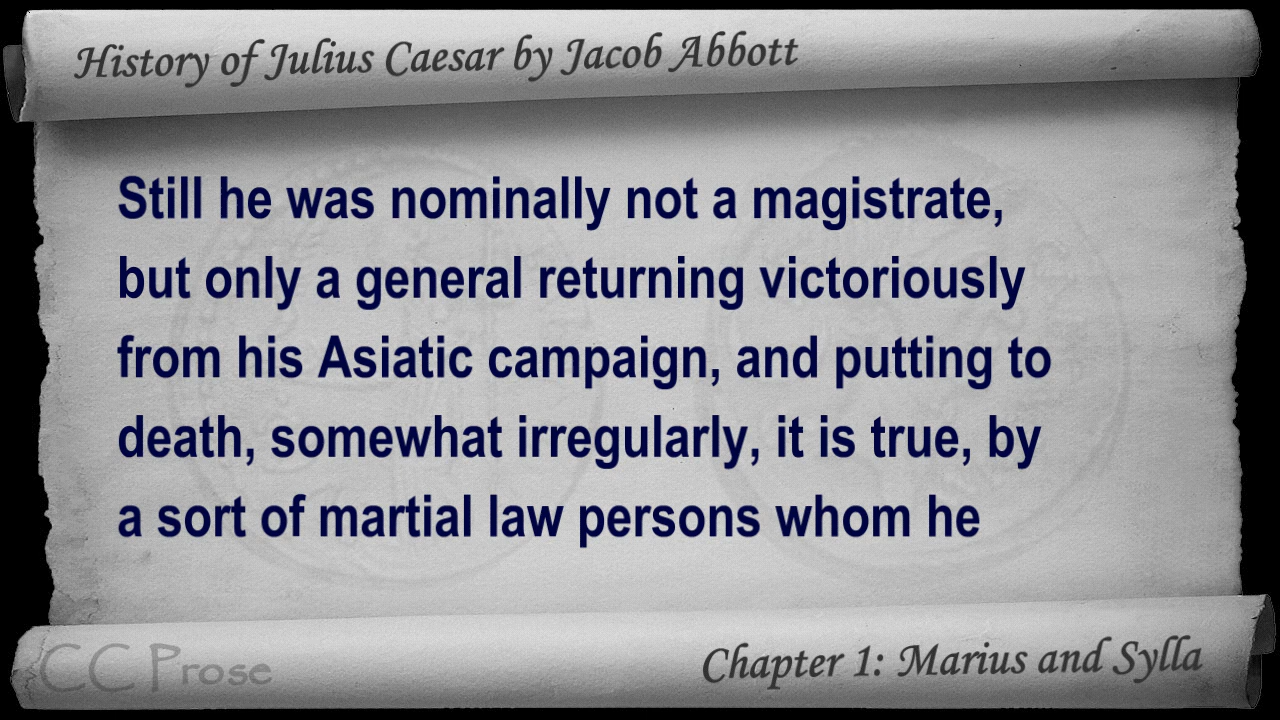 History of Julius Caesar by Jacob Abbott
Still he was nominally not a magistrate,
but only a general returning victoriously
from his Asiatic campaign, and putting to
death, somewhat irregularly, it is true, by
a sort of martial law persons whom he
CC Prose
Chapter 1: Marius and Sylla